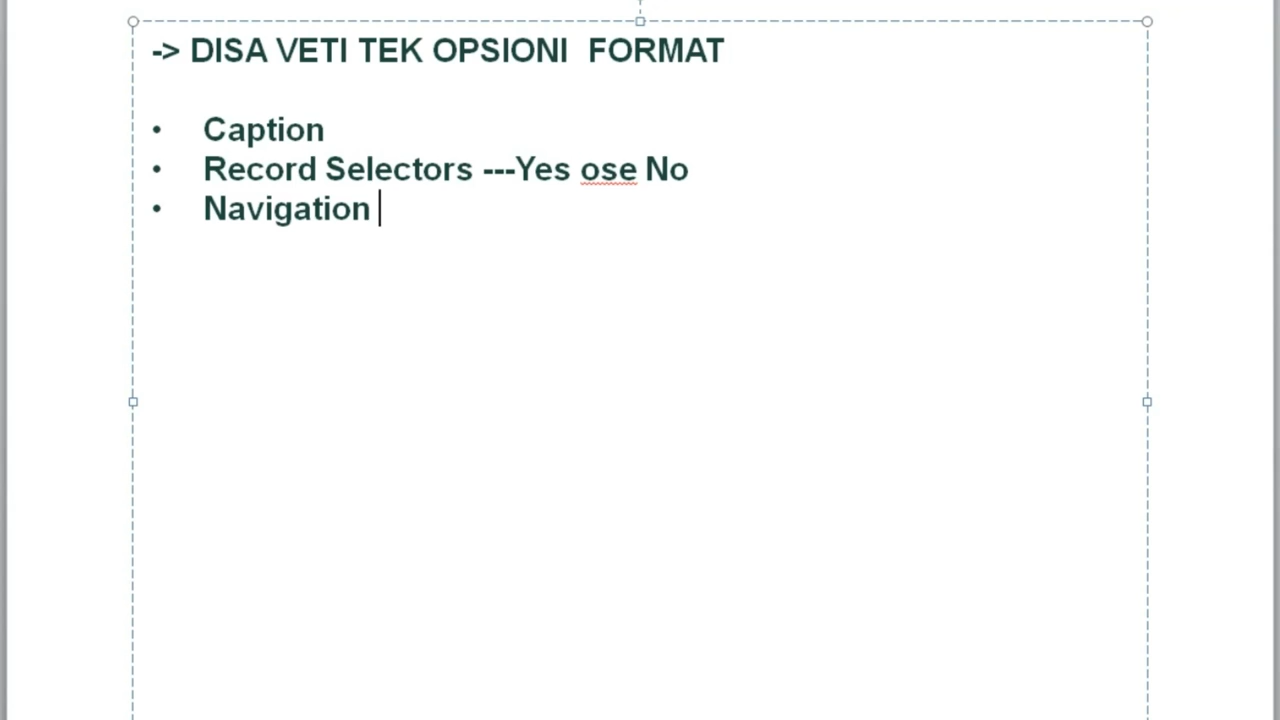 -> DISA VETI TEK OPSIONI  FORMAT
• Caption
• Record Selectors ---Yes ose No
• Navigation